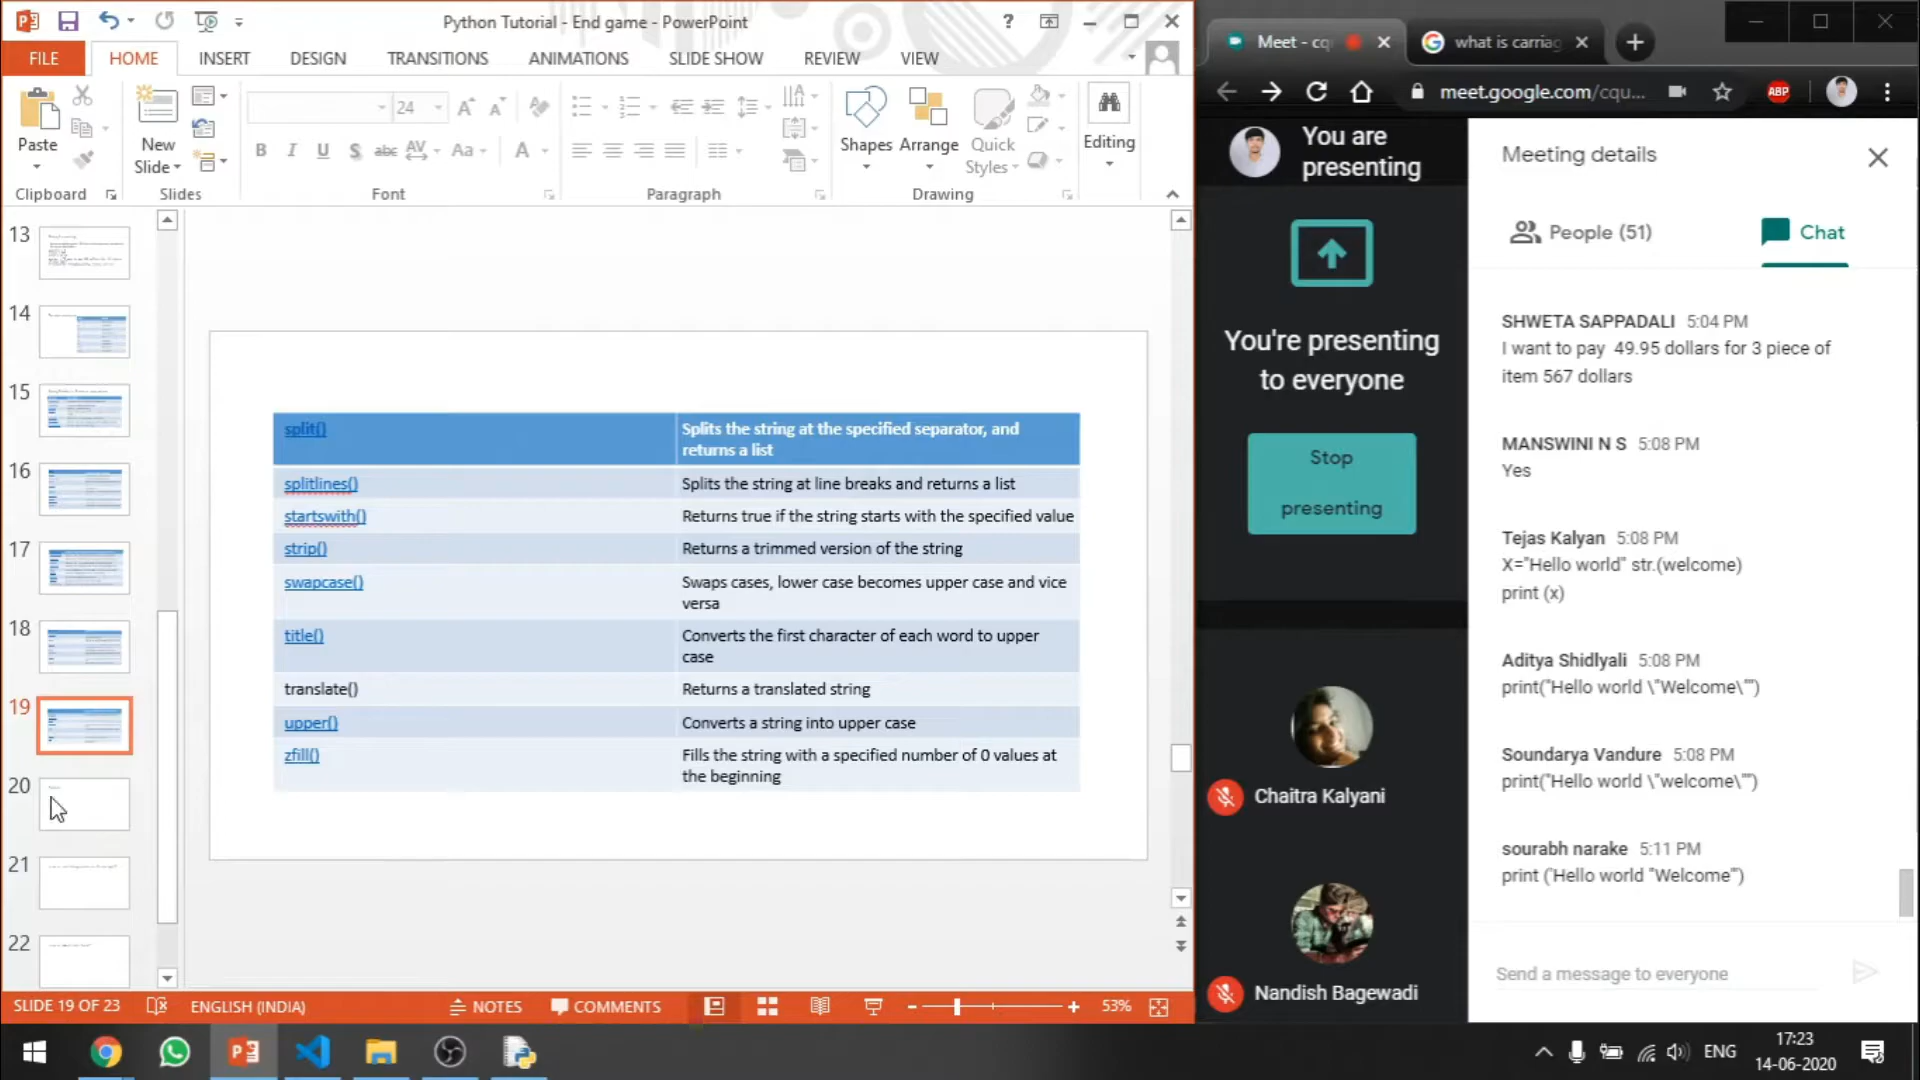 Python Tutorial - End game - PowerPoint
FILE
HOME
INSERT
DESIGN
TRANSITIONS
ANIMATIONS
SLIDE SHOW
REVIEW
VIEW
Paste
New
Slide
24
Shapes
Arrange
Quick
Styles
Editing
Clipboard
Slides
Font
Paragraph
Drawing
13
14
15
16
17
18
19
20
21
22
split()
Splits the string at the specified separator, and
returns a list
splitlines()
Splits the string at line breaks and returns a list
startswith()
Returns true if the string starts with the specified value
strip()
Returns a trimmed version of the string
swapcase()
Swaps cases, lower case becomes upper case and vice
versa
title()
Converts the first character of each word to upper
case
translate()
Returns a translated string
upper()
Converts a string into upper case
zfill()
Fills the string with a specified number of 0 values at
the beginning
SLIDE 19 OF 23
ENGLISH (INDIA)
NOTES
COMMENTS
53%
Meet - cq
what is carriag
meet.google.com/cqu...
ABP
You are
presenting
You're presenting
to everyone
Stop
presenting
Chaitra Kalyani
Nandish Bagewadi
Meeting details
People (51)
Chat
SHWETA SAPPADALI 5:04 PM
I want to pay 49.95 dollars for 3 piece of
item 567 dollars
MANSWINI N S 5:08 PM
Yes
Tejas Kalyan 5:08 PM
X="Hello world" str.(welcome)
print (x)
Aditya Shidlyali 5:08 PM
print("Hello world \"Welcome\"")
Soundarya Vandure 5:08 PM
print("Hello world \"welcome\"")
sourabh narake 5:11 PM
print ('Hello world "Welcome"')
Send a message to everyone
ENG
17:23
14-06-2020